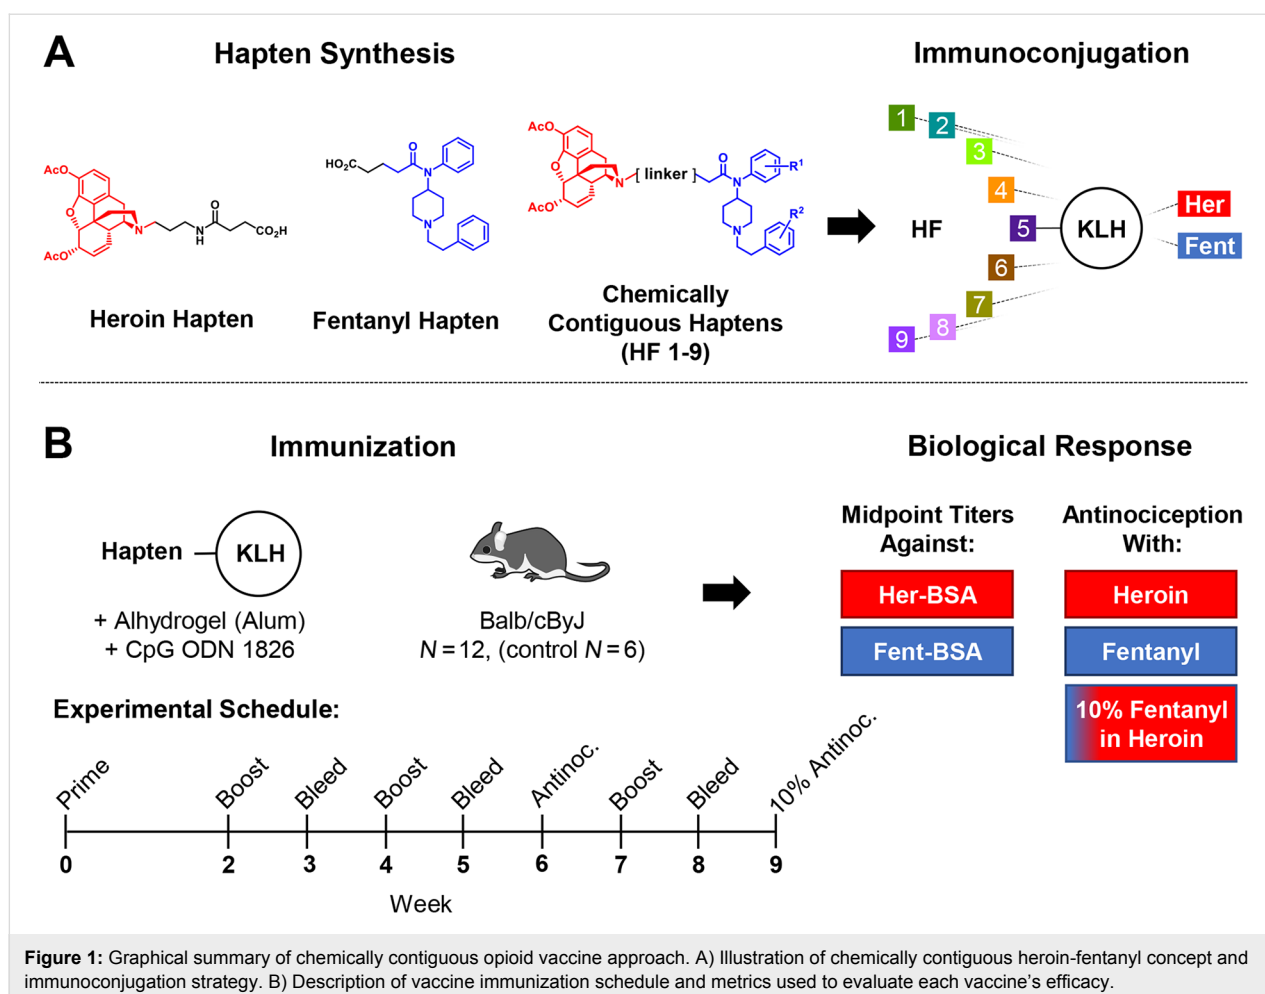 A
Hapten Synthesis
Immunoconjugation
AcO
O
AcO
N
O
N
H
CO₂H
Heroin Hapten
HO₂C
O
N
N
Fentanyl Hapten
AcO
O
AcO
N
[ linker ]
O
N
R¹
N
R²
Chemically
Contiguous Haptens
(HF 1-9)
HF
1
2
3
4
5
6
7
8
9
KLH
Her
Fent
B
Immunization
Biological Response
Hapten
KLH
+ Alhydrogel (Alum)
+ CpG ODN 1826
Balb/cByJ
N = 12, (control N = 6)
Midpoint Titers
Against:
Her-BSA
Fent-BSA
Antinociception
With:
Heroin
Fentanyl
10% Fentanyl
in Heroin
Experimental Schedule:
Prime
Boost
Bleed
Boost
Bleed
Antinoc.
Boost
Bleed
10% Antinoc.
0 2 3 4 5 6 7 8 9
Week
Figure 1: Graphical summary of chemically contiguous opioid vaccine approach. A) Illustration of chemically contiguous heroin-fentanyl concept and
immunoconjugation strategy. B) Description of vaccine immunization schedule and metrics used to evaluate each vaccine’s efficacy.